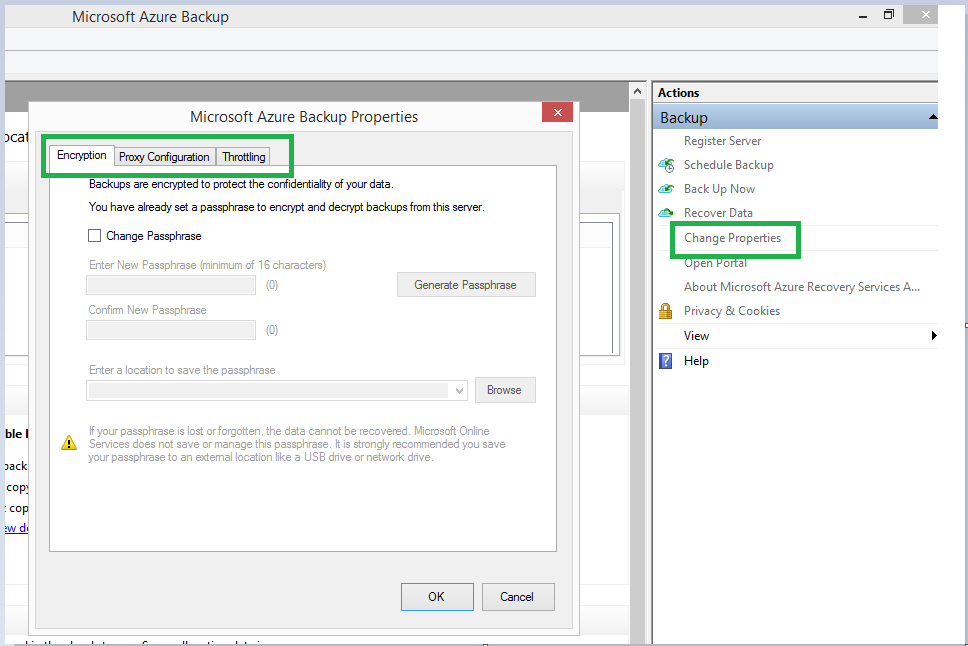 Microsoft Azure Backup
Microsoft Azure Backup Properties
Encryption
Proxy Configuration
Throttling
Backups are encrypted to protect the confidentiality of your data.
You have already set a passphrase to encrypt and decrypt backups from this server.
Change Passphrase
Enter New Passphrase (minimum of 16 characters)
(0)
Generate Passphrase
Confirm New Passphrase
(0)
Enter a location to save the passphrase
Browse
If your passphrase is lost or forgotten, the data cannot be recovered. Microsoft Online
Services does not save or manage this passphrase. It is strongly recommended you save
your passphrase to an external location like a USB drive or network drive.
OK
Cancel
Actions
Backup
Register Server
Schedule Backup
Back Up Now
Recover Data
Change Properties
Open Portal
About Microsoft Azure Recovery Services A...
Privacy & Cookies
View
Help